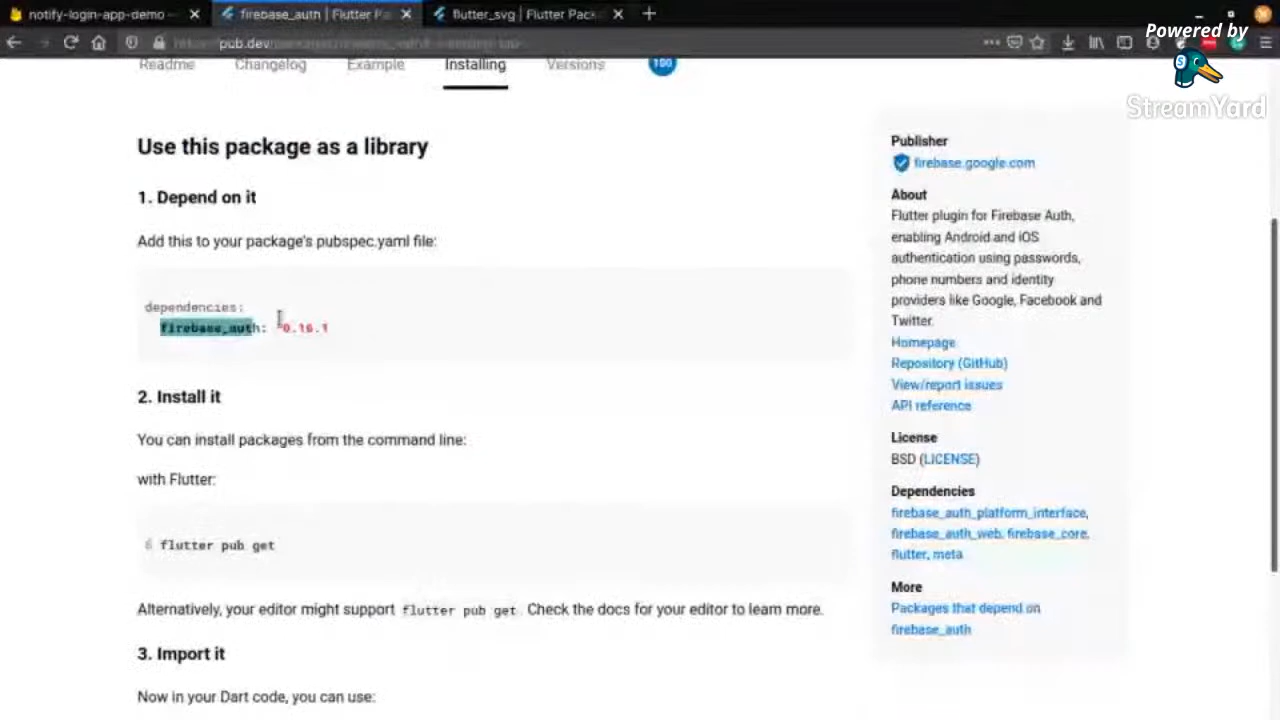 notify-login-app-demo
firebase_auth | Flutter Pa
flutter_svg | Flutter Pack
pub.dev
Powered by
StreamYard
Readme
Changelog
Example
Installing
Versions
100
Use this package as a library
1. Depend on it
Add this to your package's pubspec.yaml file:
dependencies:
firebase_auth: ^0.16.1
2. Install it
You can install packages from the command line:
with Flutter:
flutter pub get
Alternatively, your editor might support flutter pub get. Check the docs for your editor to learn more.
3. Import it
Now in your Dart code, you can use:
Publisher
firebase.google.com
About
Flutter plugin for Firebase Auth,
enabling Android and iOS
authentication using passwords,
phone numbers and identity
providers like Google, Facebook and
Twitter.
Homepage
Repository (GitHub)
View/report issues
API reference
License
BSD (LICENSE)
Dependencies
firebase_auth_platform_interface,
firebase_auth_web, firebase_core,
flutter, meta
More
Packages that depend on
firebase_auth